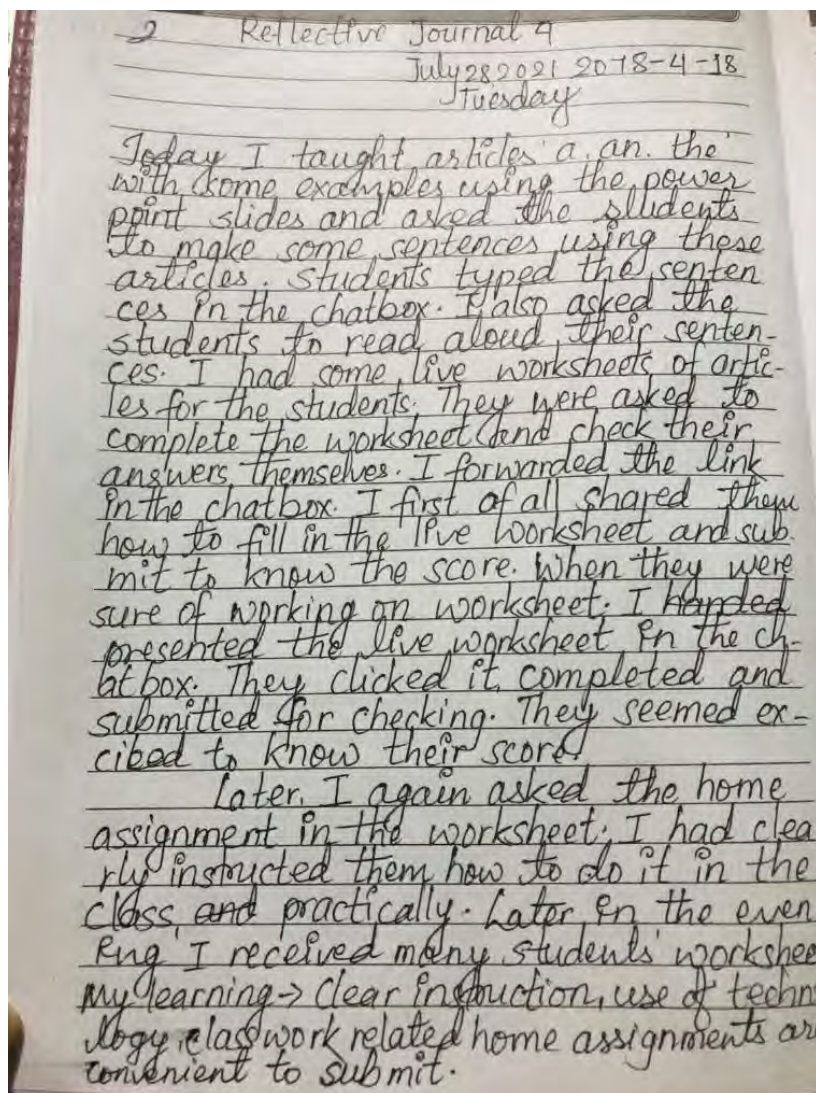 2 Reflective Journal 4
July 28 2021 2078-4-18
Tuesday
Today I taught articles 'a, an. the'
with some examples using the power
point slides and asked the students
to make some sentences using these
articles. Students typed the senten
ces in the chatbox. I also asked the
students to read aloud their senten-
ces. I had some live worksheets of artic-
les for the students. They were asked to
complete the worksheet and check their
answers themselves. I forwarded the link
in the chatbox. I first of all shared them
how to fill in the live worksheet and sub.
mit to know the score. When they were
sure of working on worksheet. I handed
presented the live worksheet in the ch-
at box. They clicked it, completed and
submitted for checking. They seemed ex-
cited to know their score!
Later, I again asked the home
assignment in the worksheet. I had clea
rly instructed them how to do it in the
class, and practically. Later in the even
ing I received many students' workshee
My learning → Clear instruction, use of techn
logy, classwork related home assignments are
convenient to submit.